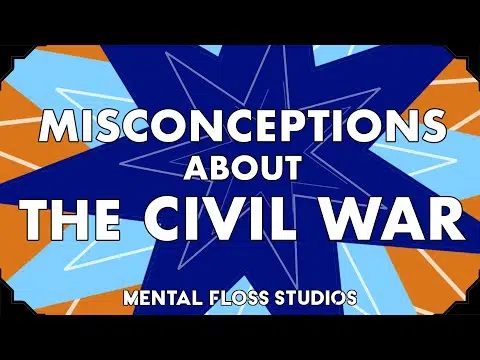 MISCONCEPTIONS
ABOUT
THE CIVIL WAR
MENTAL FLOSS STUDIOS